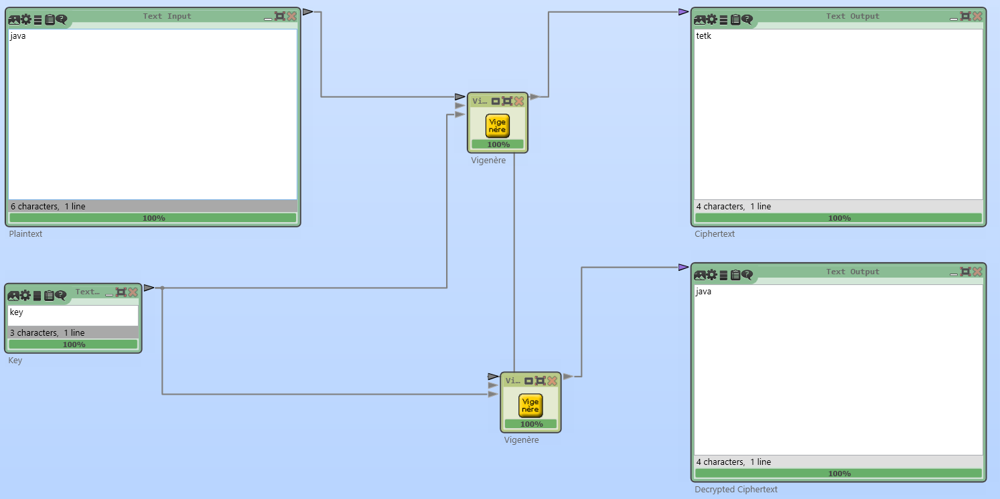 Text Input
java
6 characters, 1 line
100%
Plaintext
Text Output
tetk
4 characters, 1 line
100%
Ciphertext
Vi...
Vige
nère
100%
Vigenère
Text...
key
3 characters, 1 line
100%
Key
Vi...
Vige
nère
100%
Vigenère
Text Output
java
4 characters, 1 line
100%
Decrypted Ciphertext